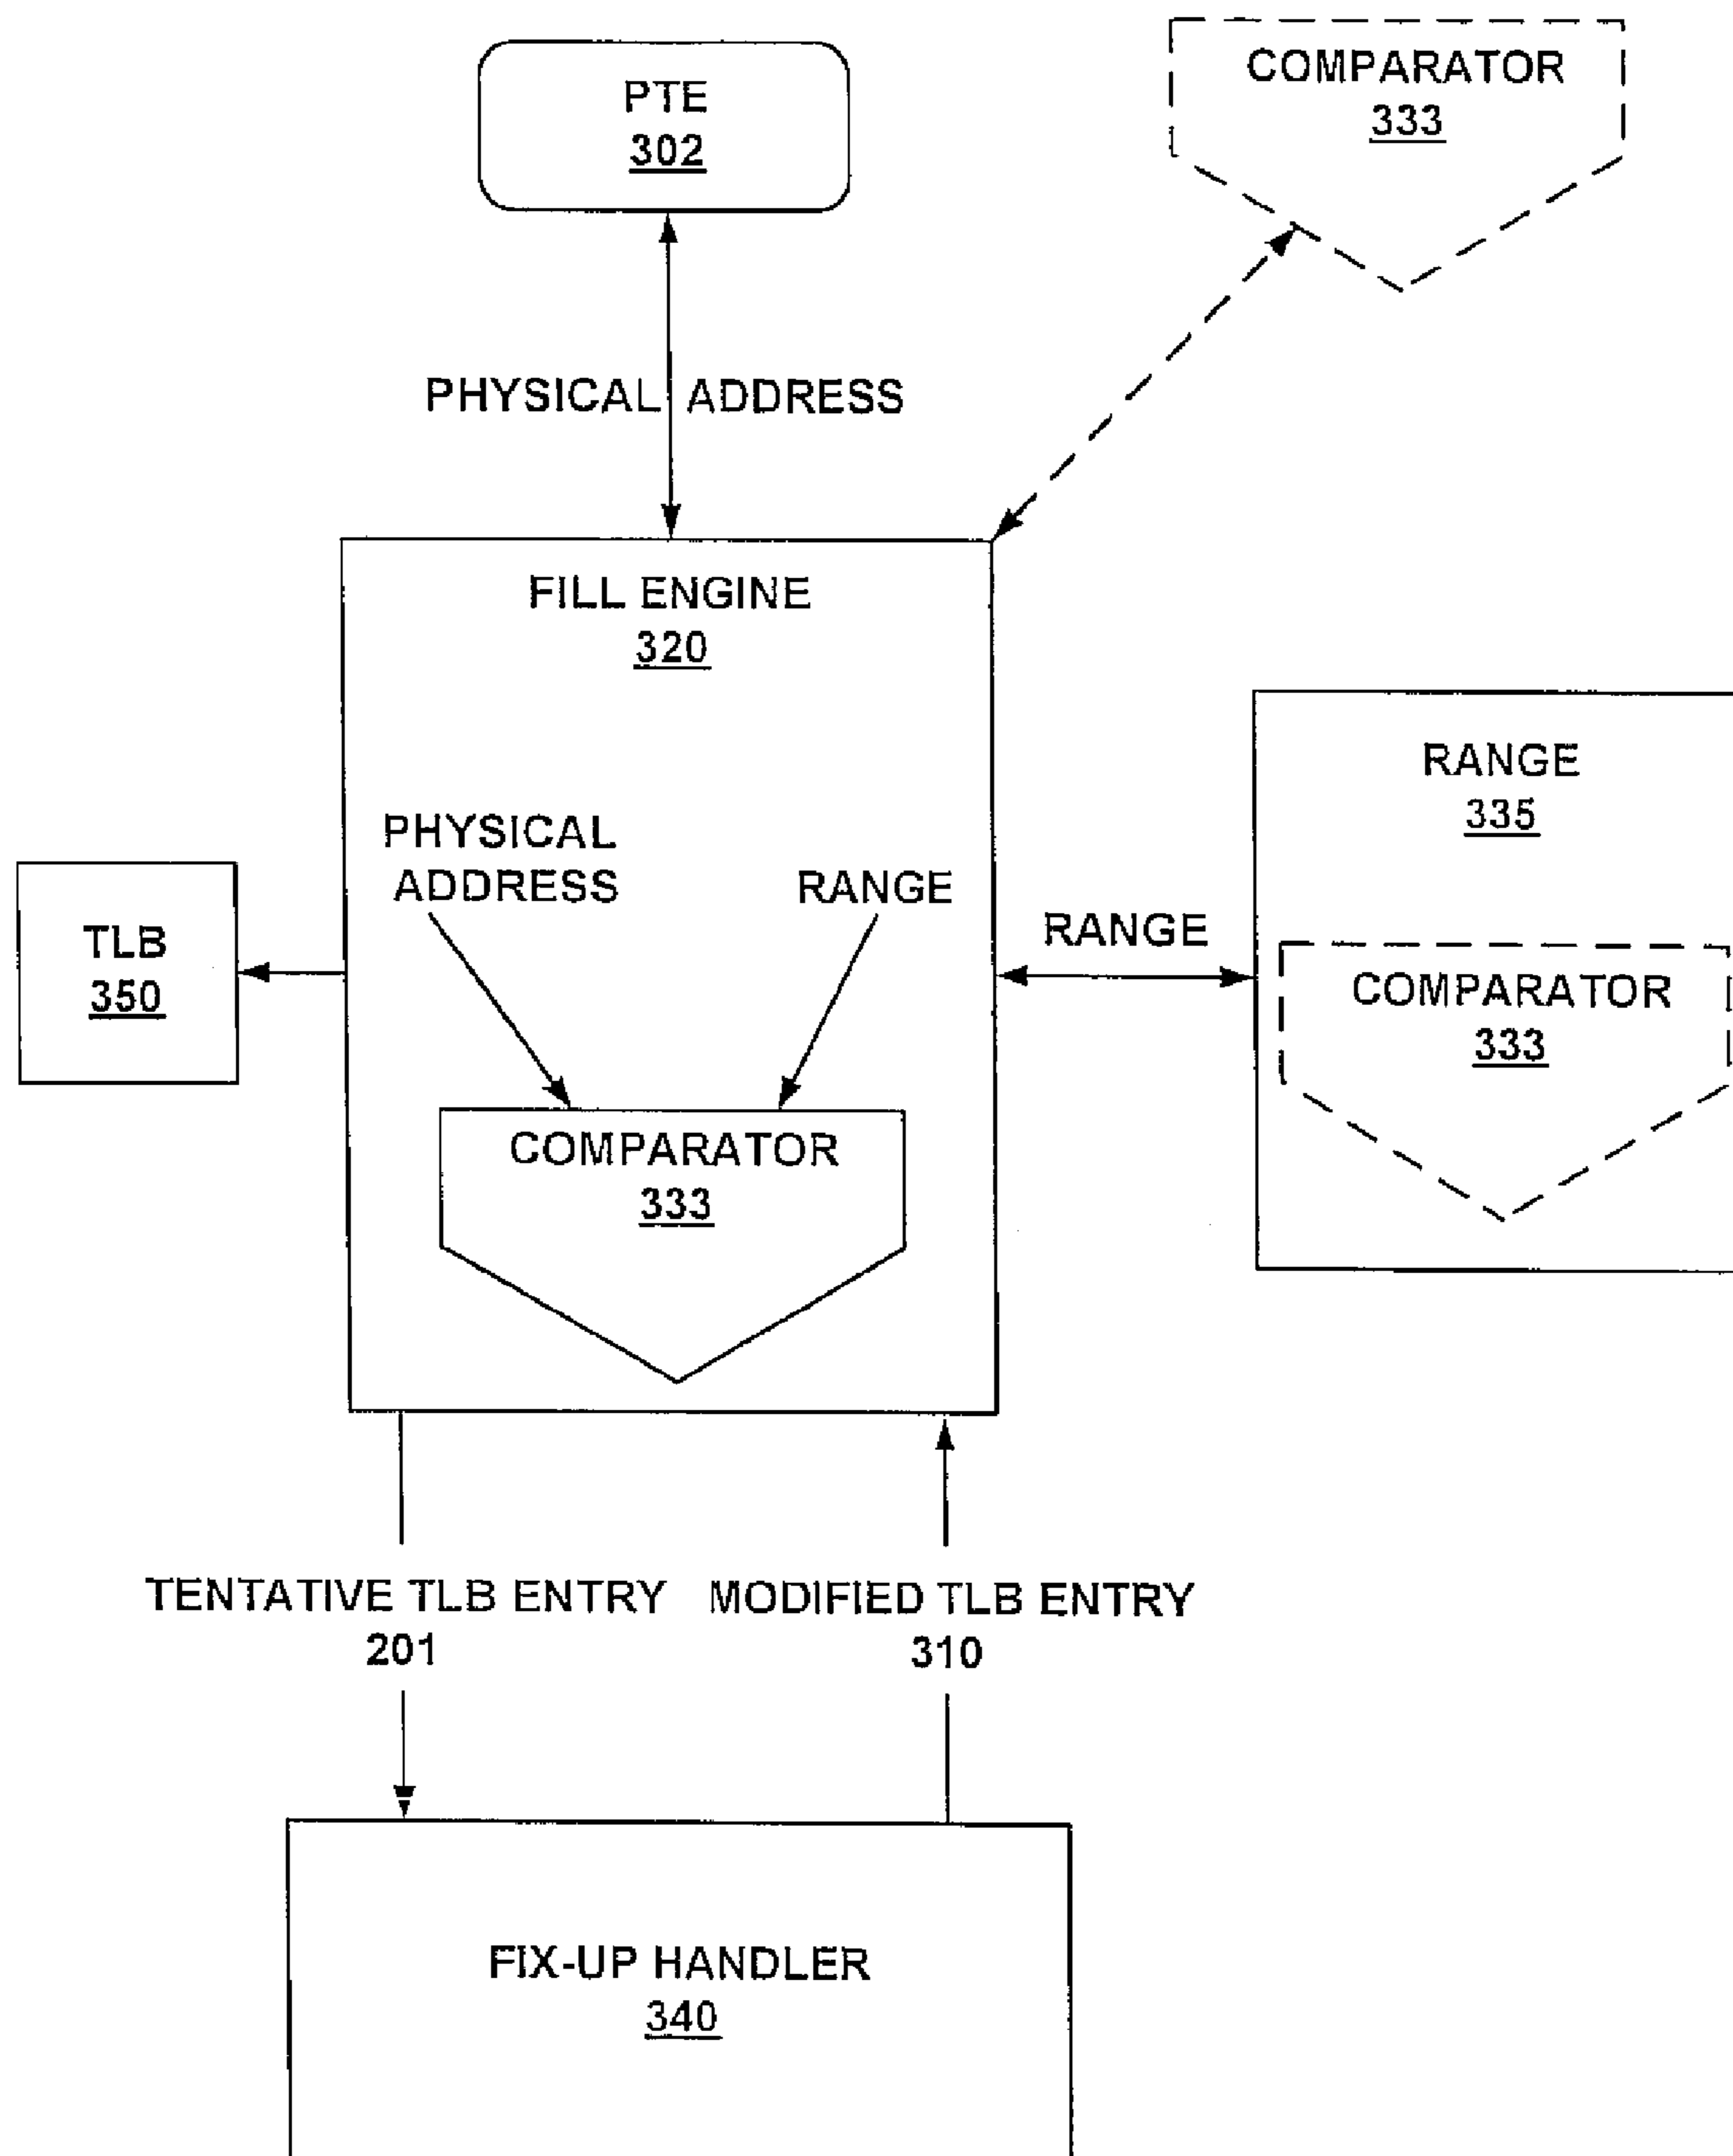 PTE
302
COMPARATOR
333
PHYSICAL ADDRESS
FILL ENGINE
320
RANGE
335
PHYSICAL
ADDRESS
RANGE
RANGE
TLB
350
COMPARATOR
333
COMPARATOR
333
TENTATIVE TLB ENTRY
201
MODIFIED TLB ENTRY
310
FIX-UP HANDLER
340